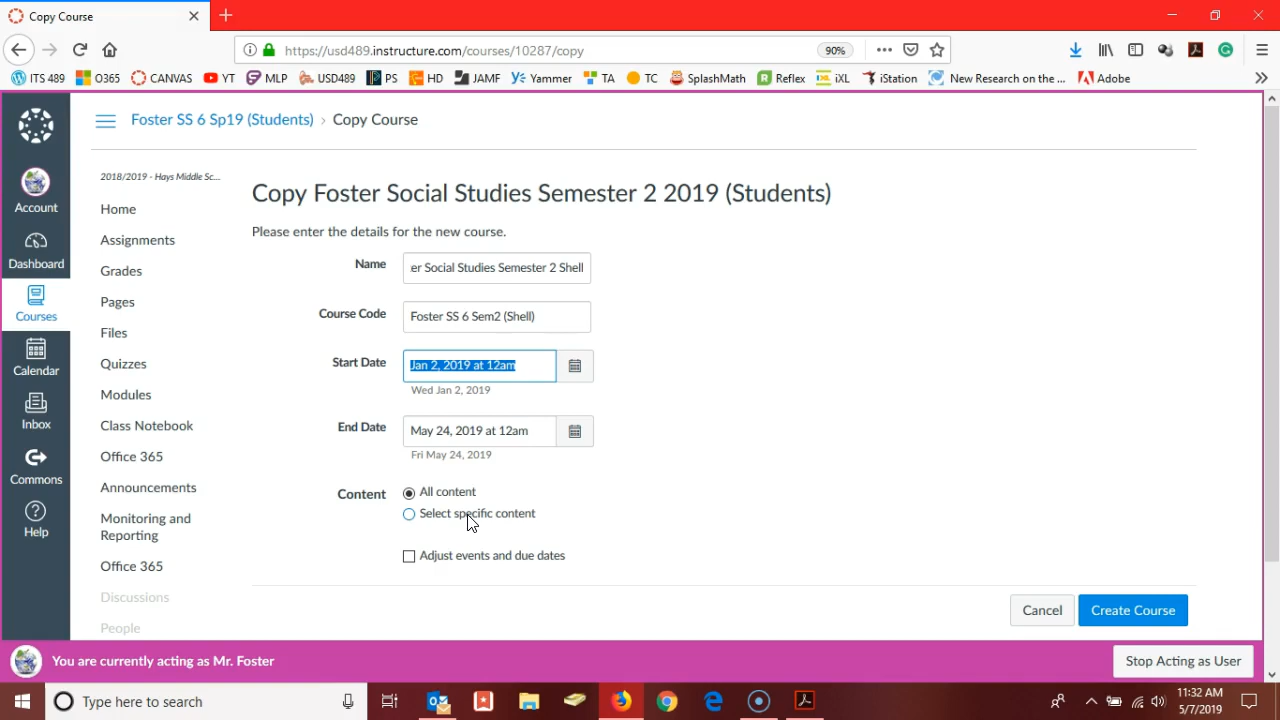 Copy Course
https://usd489.instructure.com/courses/10287/copy
90%
ITS 489
O365
CANVAS
YT
MLP
USD489
PS
HD
JAMF
Yammer
TA
TC
SplashMath
Reflex
iXL
iStation
New Research on the ...
Adobe
Foster SS 6 Sp19 (Students) › Copy Course
Account
Dashboard
Courses
Calendar
Inbox
Commons
Help
2018/2019 - Hays Middle Sc...
Home
Assignments
Grades
Pages
Files
Quizzes
Modules
Class Notebook
Office 365
Announcements
Monitoring and
Reporting
Office 365
Discussions
People
Copy Foster Social Studies Semester 2 2019 (Students)
Please enter the details for the new course.
Name
er Social Studies Semester 2 Shell
Course Code
Foster SS 6 Sem2 (Shell)
Start Date
Jan 2, 2019 at 12am
Wed Jan 2, 2019
End Date
May 24, 2019 at 12am
Fri May 24, 2019
Content
All content
Select specific content
Adjust events and due dates
Cancel
Create Course
You are currently acting as Mr. Foster
Stop Acting as User
Type here to search
11:32 AM
5/7/2019